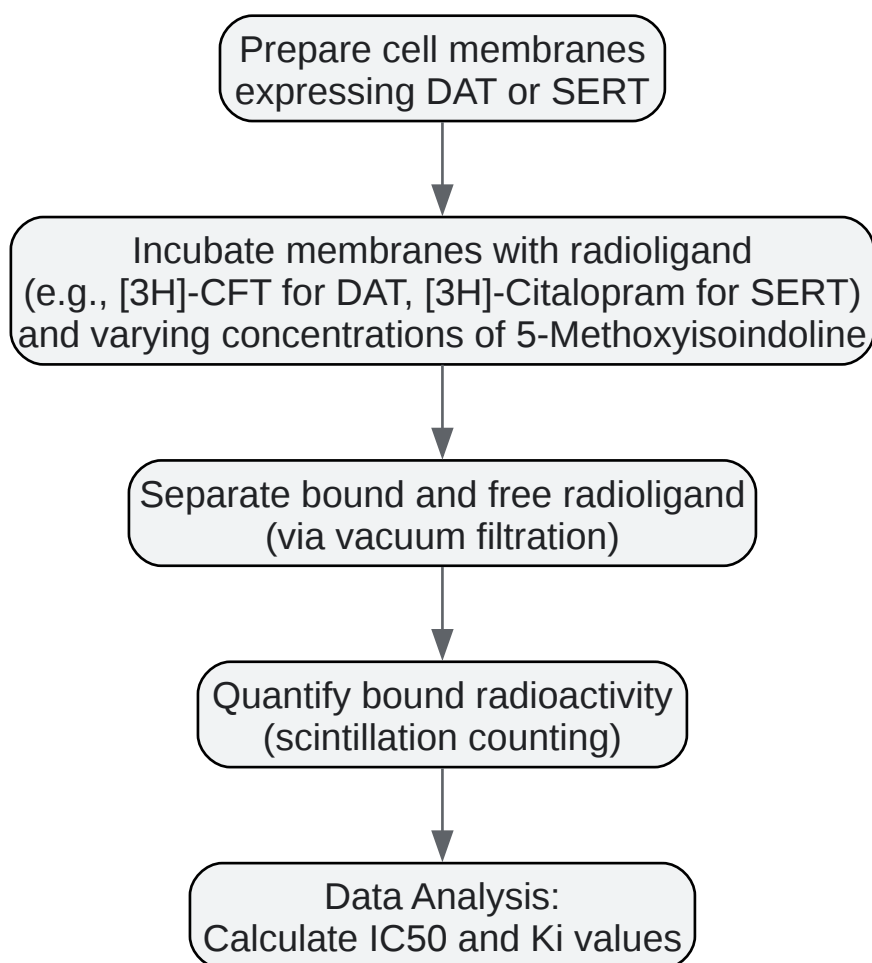 Prepare cell membranes
expressing DAT or SERT
Incubate membranes with radioligand
(e.g., [3H]-CFT for DAT, [3H]-Citalopram for SERT)
and varying concentrations of 5-Methoxyisoindoline
Separate bound and free radioligand
(via vacuum filtration)
Quantify bound radioactivity
(scintillation counting)
Data Analysis:
Calculate IC50 and Ki values